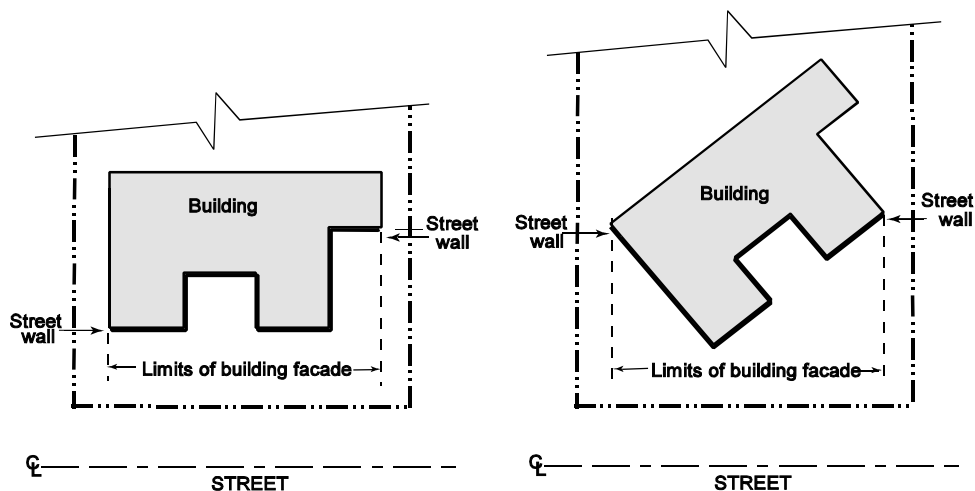 Building
Street
wall
Street
wall
Limits of building facade
℄
STREET
Building
Street
wall
Street
wall
Limits of building facade
℄
STREET